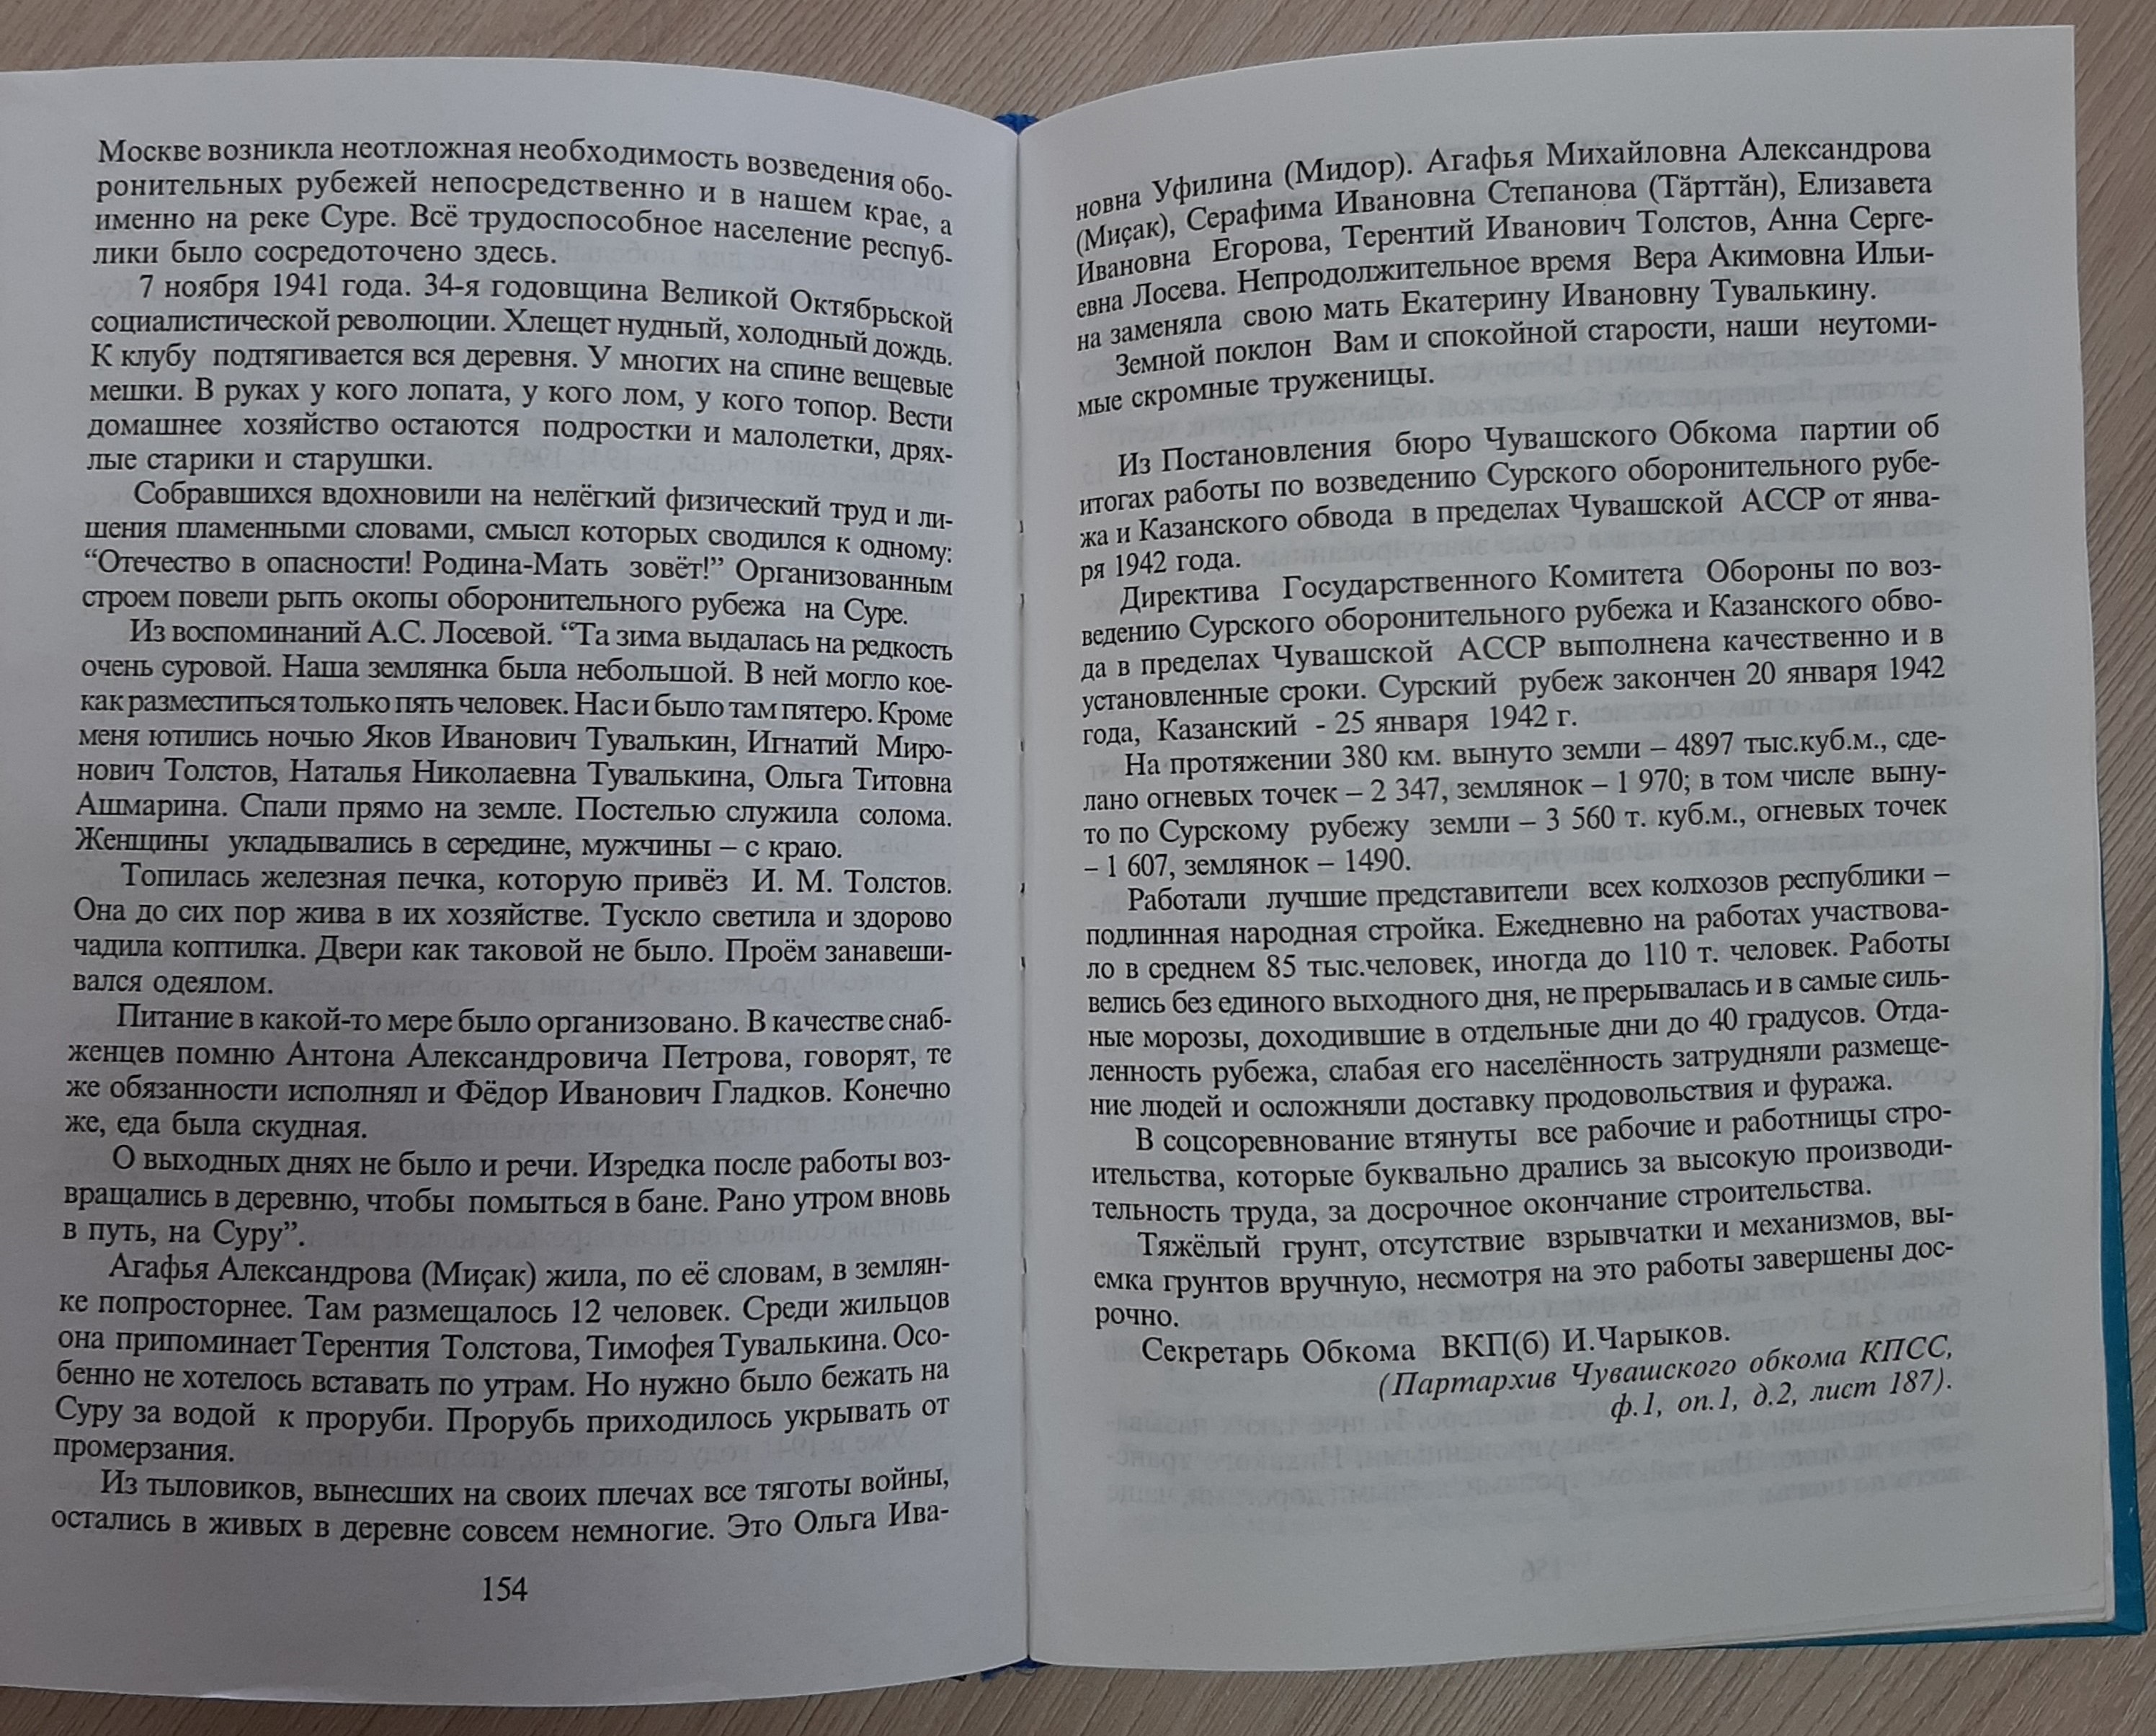 Москве возникла неотложная необходимость возведения обо-
ронительных рубежей непосредственно и в нашем крае, а
именно на реке Суре. Всё трудоспособное население респуб-
лики было сосредоточено здесь.
7 ноября 1941 года. 34-я годовщина Великой Октябрьской
социалистической революции. Хлещет нудный, холодный дождь.
К клубу подтягивается вся деревня. У многих на спине вещевые
мешки. В руках у кого лопата, у кого лом, у кого топор. Вести
домашнее хозяйство остаются подростки и малолетки, дрях-
лые старики и старушки.
Собравшихся вдохновили на нелёгкий физический труд и ли-
шения пламенными словами, смысл которых сводился к одному:
“Отечество в опасности! Родина-Мать зовёт!” Организованным
строем повели рыть окопы оборонительного рубежа на Суре.
Из воспоминаний А.С. Лосевой. “Та зима выдалась на редкость
очень суровой. Наша землянка была небольшой. В ней могло кое-
как разместиться только пять человек. Нас и было там пятеро. Кроме
меня ютились ночью Яков Иванович Тувалькин, Игнатий Миро-
нович Толстов, Наталья Николаевна Тувалькина, Ольга Титовна
Ашмарина. Спали прямо на земле. Постелью служила солома.
Женщины укладывались в середине, мужчины – с краю.
Топилась железная печка, которую привёз И. М. Толстов.
Она до сих пор жива в их хозяйстве. Тускло светила и здорово
чадила коптилка. Двери как таковой не было. Проём занавеши-
вался одеялом.
Питание в какой-то мере было организовано. В качестве снаб-
женцев помню Антона Александровича Петрова, говорят, те
же обязанности исполнял и Фёдор Иванович Гладков. Конечно
же, еда была скудная.
О выходных днях не было и речи. Изредка после работы воз-
вращались в деревню, чтобы помыться в бане. Рано утром вновь
в путь, на Суру”.
Агафья Александрова (Миҫак) жила, по её словам, в землян-
ке попросторнее. Там размещалось 12 человек. Среди жильцов
она припоминает Терентия Толстова, Тимофея Тувалькина. Осо-
бенно не хотелось вставать по утрам. Но нужно было бежать на
Суру за водой к проруби. Прорубь приходилось укрывать от
промерзания.
Из тыловиков, вынесших на своих плечах все тяготы войны,
остались в живых в деревне совсем немногие. Это Ольга Ива-
154
новна Уфилина (Мидор). Агафья Михайловна Александрова
(Миҫак), Серафима Ивановна Степанова (Тӑрттӑн), Елизавета
Ивановна Егорова, Терентий Иванович Толстов, Анна Серге-
евна Лосева. Непродолжительное время Вера Акимовна Ильи-
на заменяла свою мать Екатерину Ивановну Тувалькину.
Земной поклон Вам и спокойной старости, наши неутоми-
мые скромные труженицы.
Из Постановления бюро Чувашского Обкома партии об
итогах работы по возведению Сурского оборонительного рубе-
жа и Казанского обвода в пределах Чувашской АССР от янва-
ря 1942 года.
Директива Государственного Комитета Обороны по воз-
ведению Сурского оборонительного рубежа и Казанского обво-
да в пределах Чувашской АССР выполнена качественно и в
установленные сроки. Сурский рубеж закончен 20 января 1942
года, Казанский - 25 января 1942 г.
На протяжении 380 км. вынуто земли – 4897 тыс.куб.м., сде-
лано огневых точек – 2 347, землянок – 1 970; в том числе выну-
то по Сурскому рубежу земли – 3 560 т. куб.м., огневых точек
– 1 607, землянок – 1490.
Работали лучшие представители всех колхозов республики –
подлинная народная стройка. Ежедневно на работах участвова-
ло в среднем 85 тыс.человек, иногда до 110 т. человек. Работы
велись без единого выходного дня, не прерывалась и в самые силь-
ные морозы, доходившие в отдельные дни до 40 градусов. Отда-
ленность рубежа, слабая его населённость затрудняли размеще-
ние людей и осложняли доставку продовольствия и фуража.
В соцсоревнование втянуты все рабочие и работницы стро-
ительства, которые буквально дрались за высокую производи-
тельность труда, за досрочное окончание строительства.
Тяжёлый грунт, отсутствие взрывчатки и механизмов, вы-
емка грунтов вручную, несмотря на это работы завершены дос-
рочно.
Секретарь Обкома ВКП(б) И.Чарыков.
(Партархив Чувашского обкома КПСС,
ф.1, оп.1, д.2, лист 187).